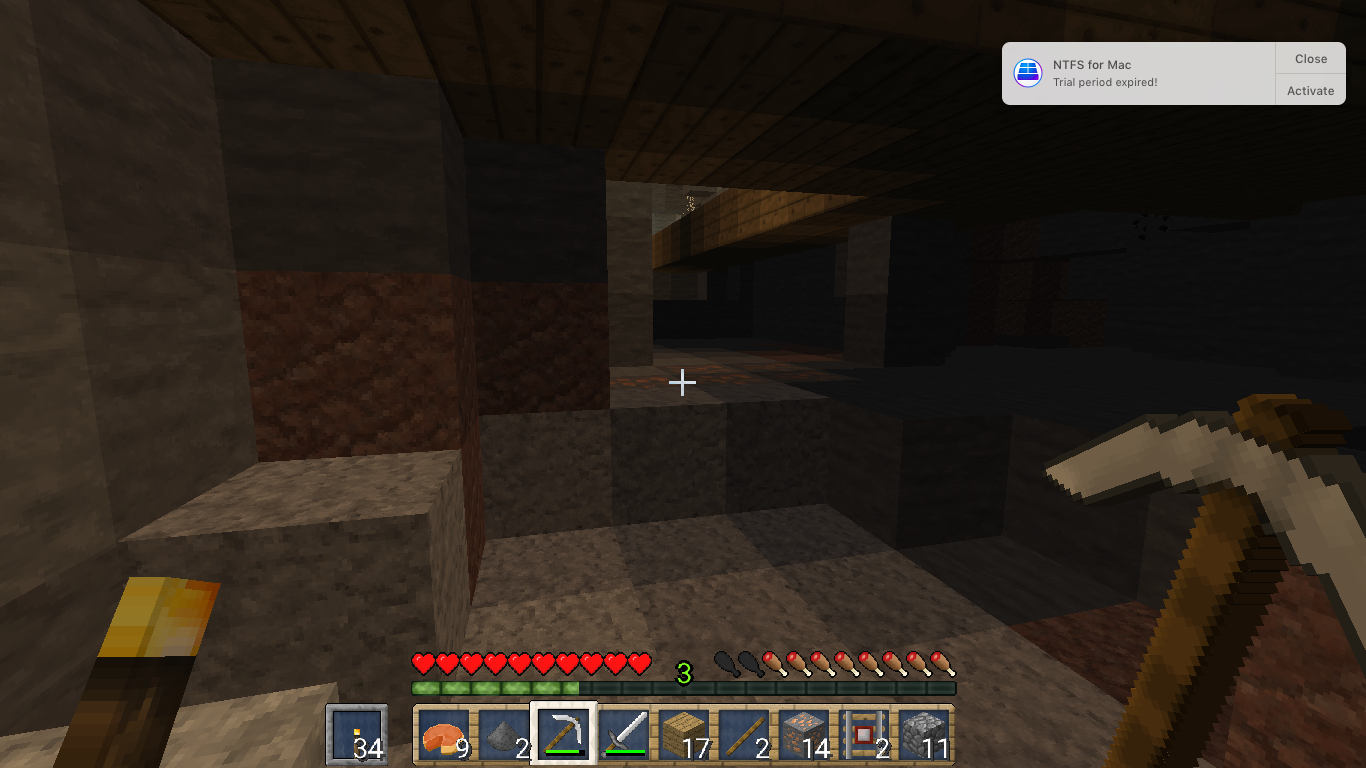 NTFS for Mac
Trial period expired!
Close
Activate
3
34
9
2
17
2
14
2
11